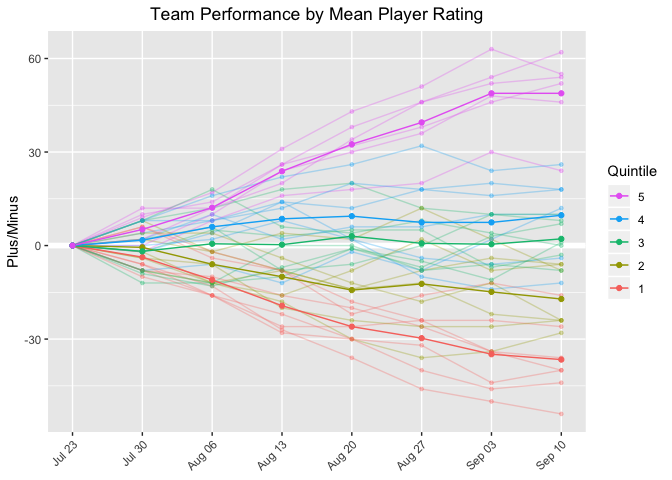 Team Performance by Mean Player Rating
Plus/Minus
60
30
0
-30
Jul 23
Jul 30
Aug 06
Aug 13
Aug 20
Aug 27
Sep 03
Sep 10
Quintile
5
4
3
2
1